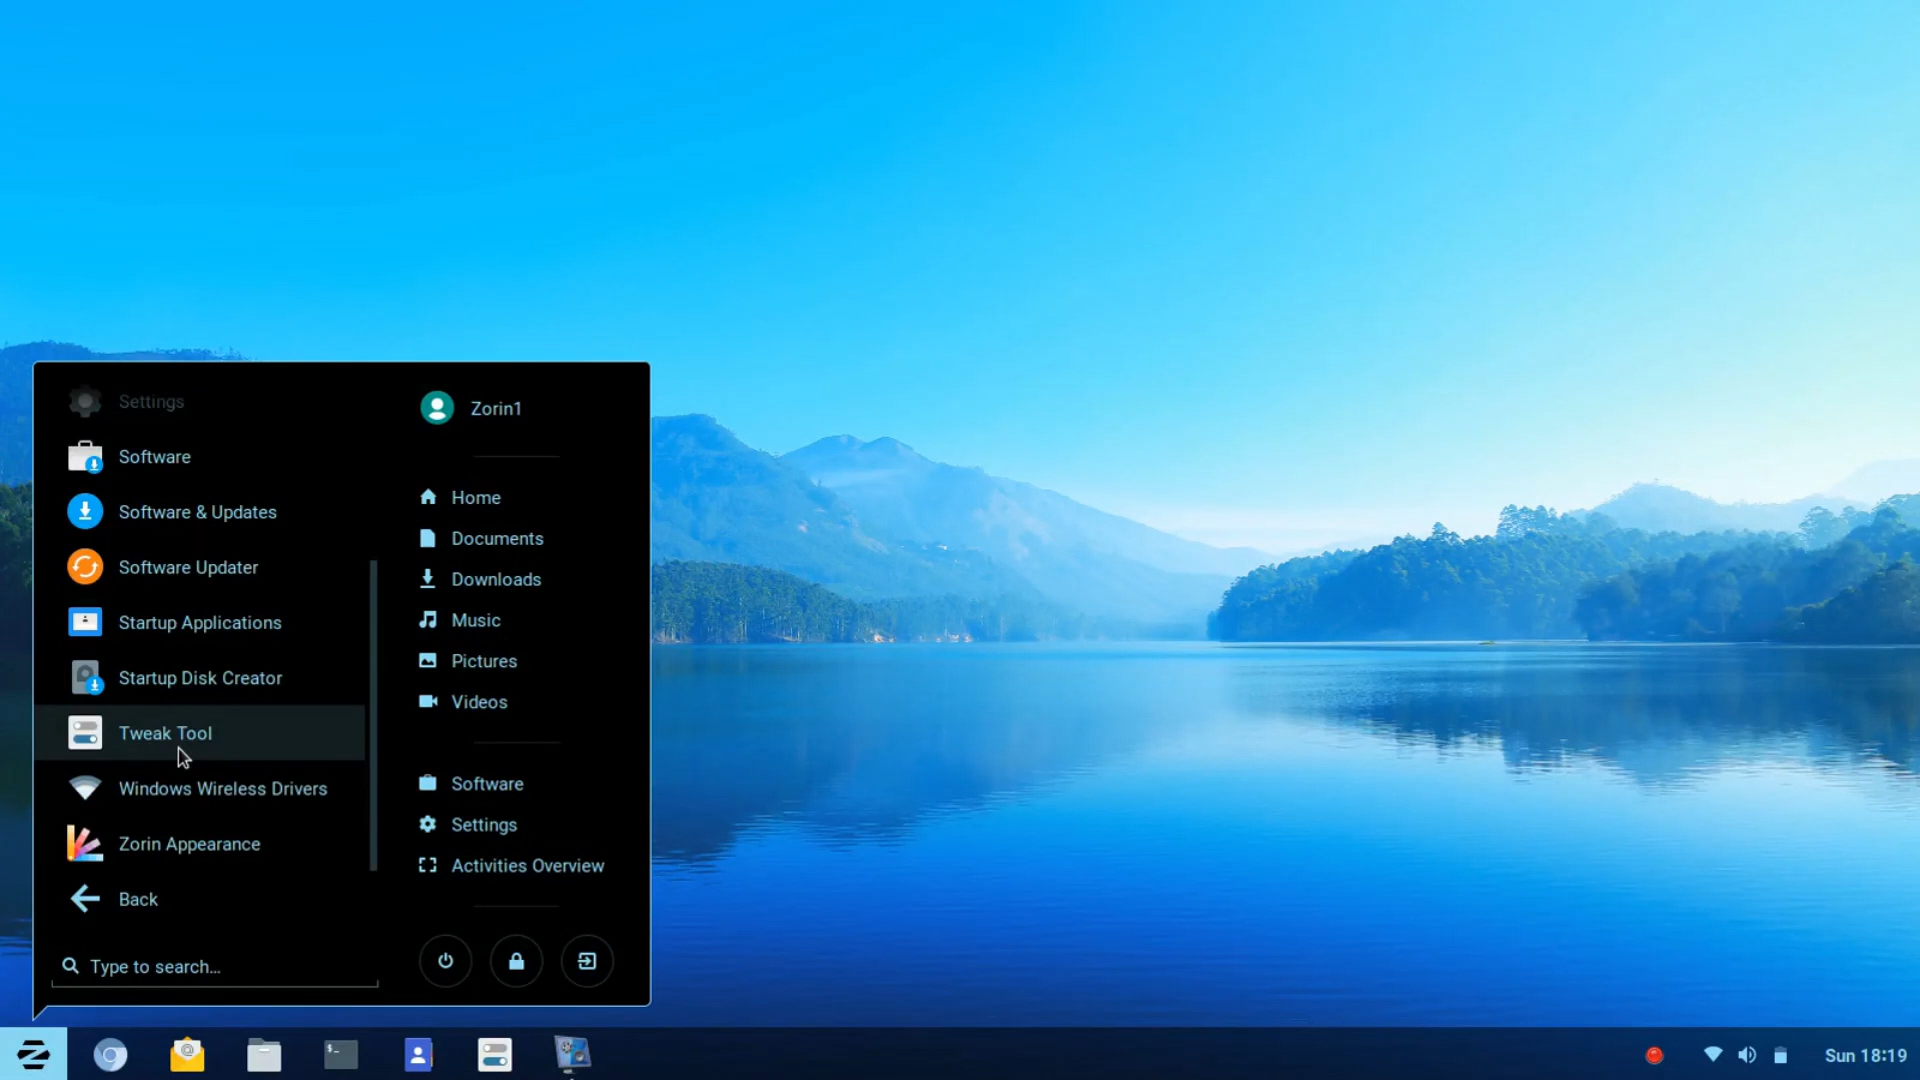 Settings
Software
Software & Updates
Software Updater
Startup Applications
Startup Disk Creator
Tweak Tool
Windows Wireless Drivers
Zorin Appearance
Back
Type to search…
Zorin1
Home
Documents
Downloads
Music
Pictures
Videos
Software
Settings
Activities Overview
Sun 18:19